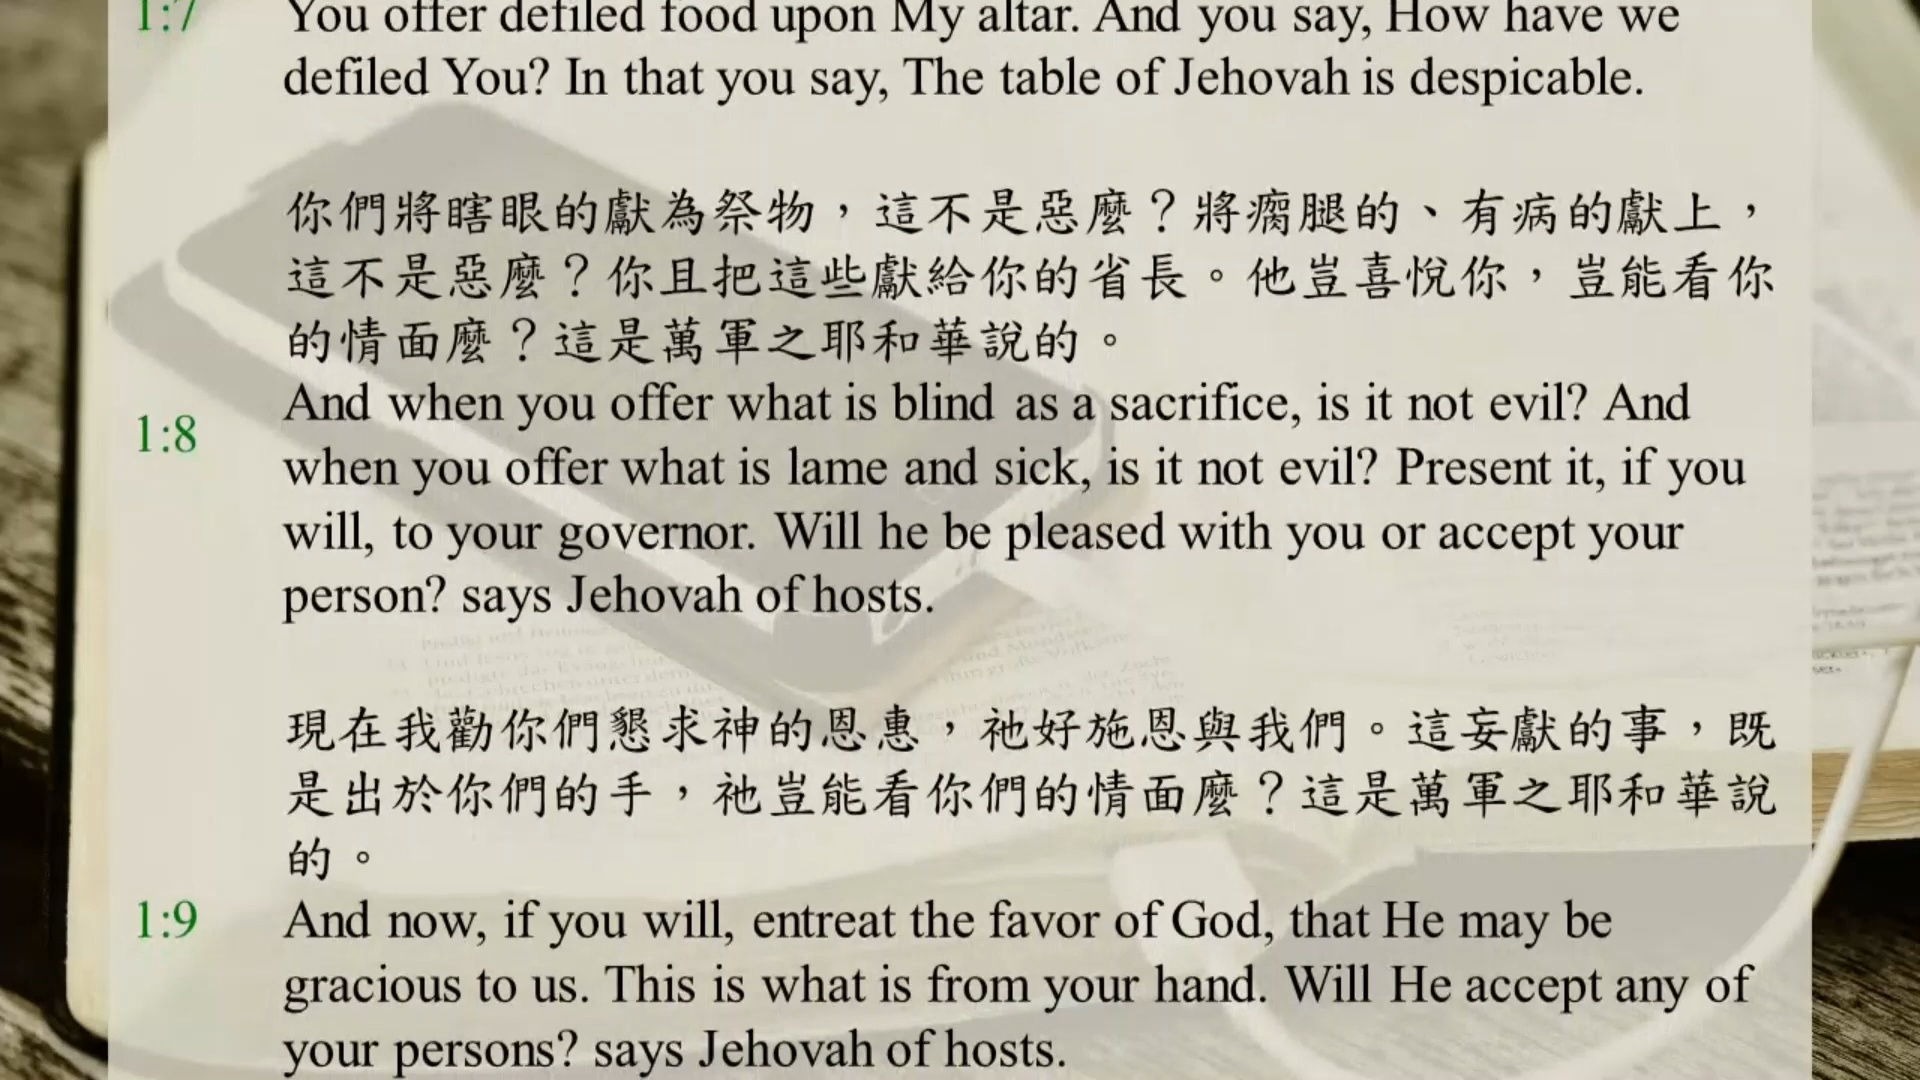 1:7 You offer defiled food upon My altar. And you say, How have we
defiled You? In that you say, The table of Jehovah is despicable.
你們將瞎眼的獻為祭物，這不是惡麼？將瘸腿的、有病的獻上，
這不是惡麼？你且把這些獻給你的省長。他豈喜悅你，豈能看你
的情面麼？這是萬軍之耶和華說的。
And when you offer what is blind as a sacrifice, is it not evil? And
1:8 when you offer what is lame and sick, is it not evil? Present it, if you
will, to your governor. Will he be pleased with you or accept your
person? says Jehovah of hosts.
現在我勸你們懇求神的恩惠，祂好施恩與我們。這妄獻的事，既
是出於你們的手，祂豈能看你們的情面麼？這是萬軍之耶和華說
的。
1:9 And now, if you will, entreat the favor of God, that He may be
gracious to us. This is what is from your hand. Will He accept any of
your persons? says Jehovah of hosts.